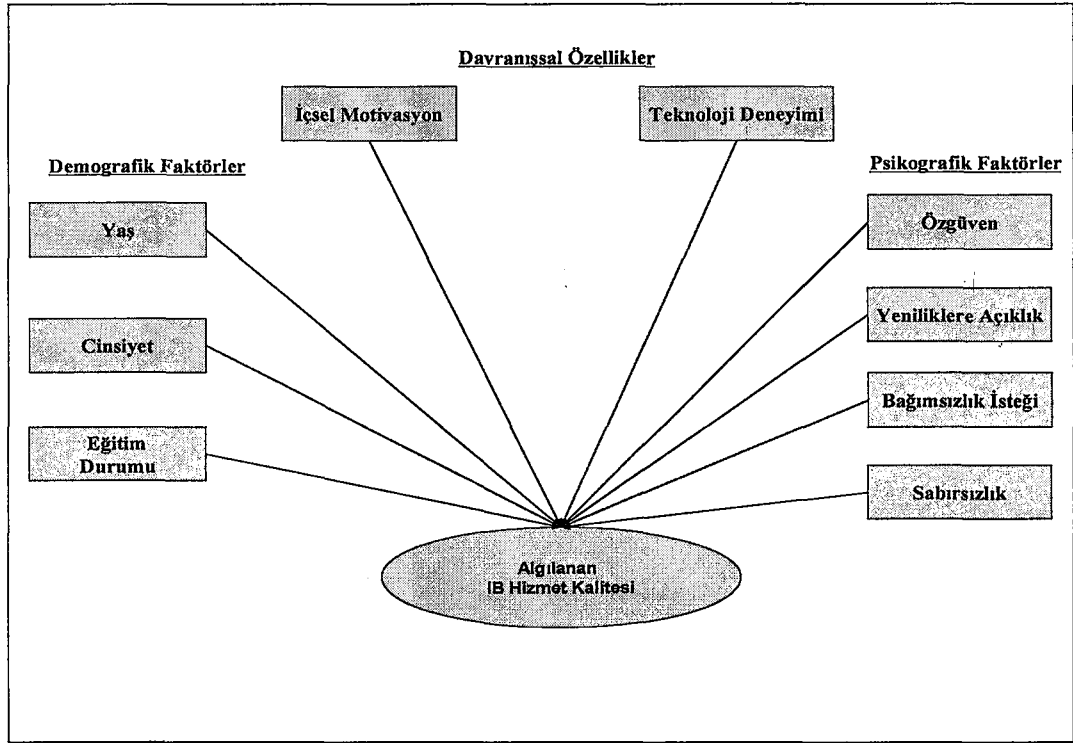 Davranışsal Özellikler
İçsel Motivasyon
Teknoloji Deneyimi
Demografik Faktörler
Psikografik Faktörler
Yaş
Özgüven
Cinsiyet
Yeniliklere Açıklık
Bağımsızlık İsteği
Eğitim
Durumu
Sabırsızlık
Algılanan
IB Hizmet Kalitesi